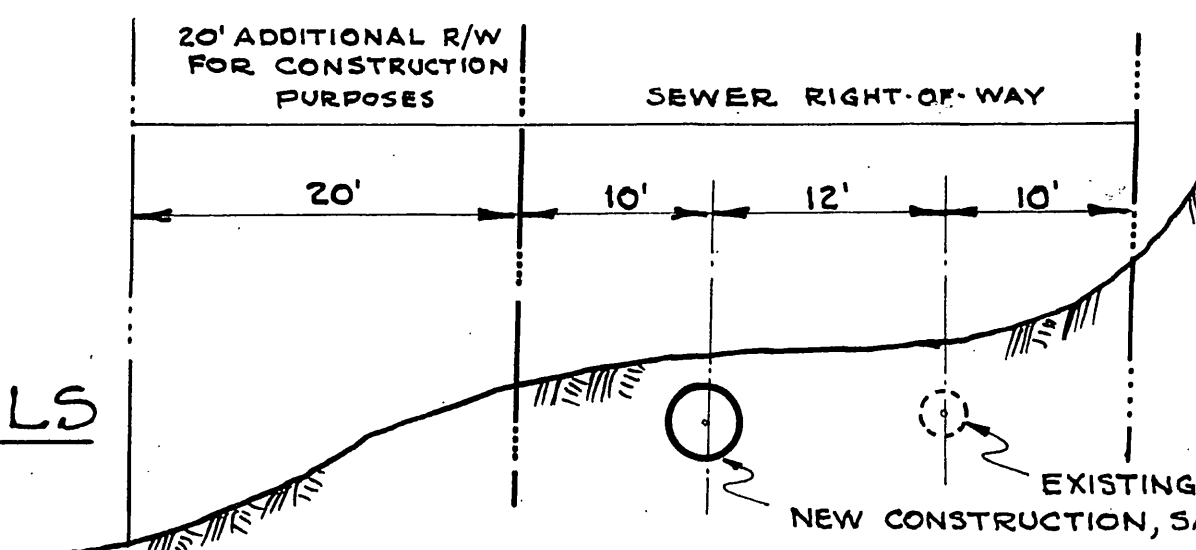 20' ADDITIONAL R/W
FOR CONSTRUCTION
PURPOSES
SEWER RIGHT-OF-WAY
20'
10'
12'
10'
LS
EXISTING
NEW CONSTRUCTION,